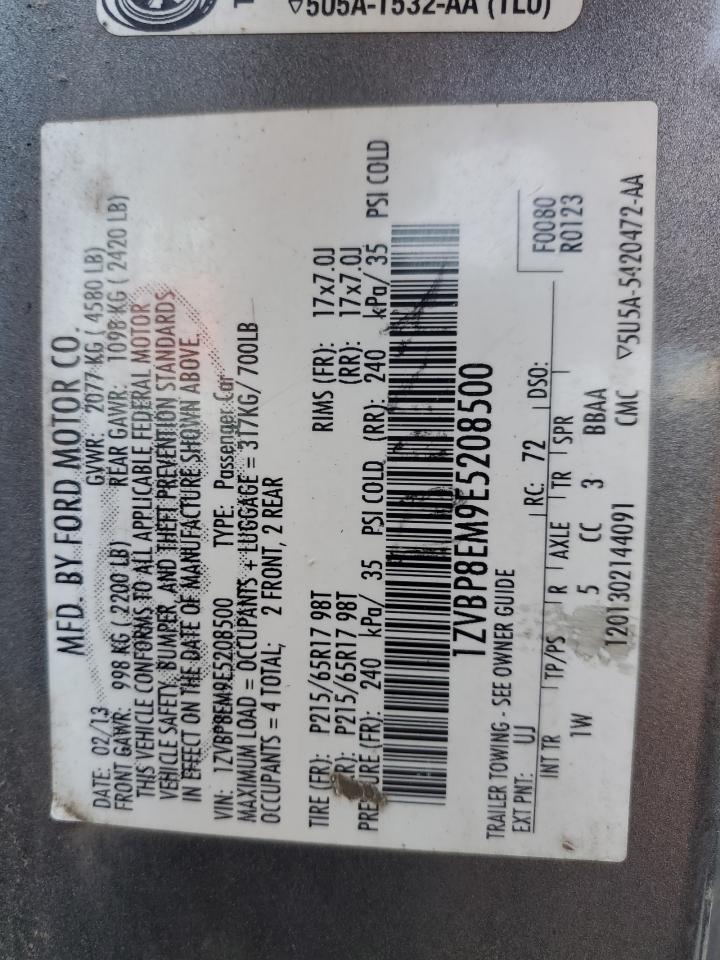 ▽5U5A-1532-AA (TLU)
MFD. BY FORD MOTOR CO.
DATE: 02/13 GVWR: 2077 KG ( 4580 LB)
FRONT GAWR: 998 KG ( 2200 LB) REAR GAWR: 1098 KG ( 2420 LB)
THIS VEHICLE CONFORMS TO ALL APPLICABLE FEDERAL MOTOR
VEHICLE SAFETY, BUMPER, AND THEFT PREVENTION STANDARDS
IN EFFECT ON THE DATE OF MANUFACTURE SHOWN ABOVE.
VIN: 1ZVBP8EM9E5208500 TYPE: Passenger Car
MAXIMUM LOAD = OCCUPANTS + LUGGAGE = 317KG/ 700LB
OCCUPANTS = 4 TOTAL; 2 FRONT, 2 REAR
TIRE (FR): P215/65R17 98T RIMS (FR): 17x7.0J
RR): P215/65R17 98T (RR): 17x7.0J
PRESSURE (FR): 240 kPa/ 35 PSI COLD (RR): 240 kPa/ 35 PSI COLD
1ZVBP8EM9E5208500
TRAILER TOWING - SEE OWNER GUIDE
EXT PNT: UJ RC: 72 DSO: F0080
R0123
INT TR TP/PS R AXLE TR SPR
1W 5 CC 3 BBAA
1201302144091 CMC ▽5U5A-5420472-AA